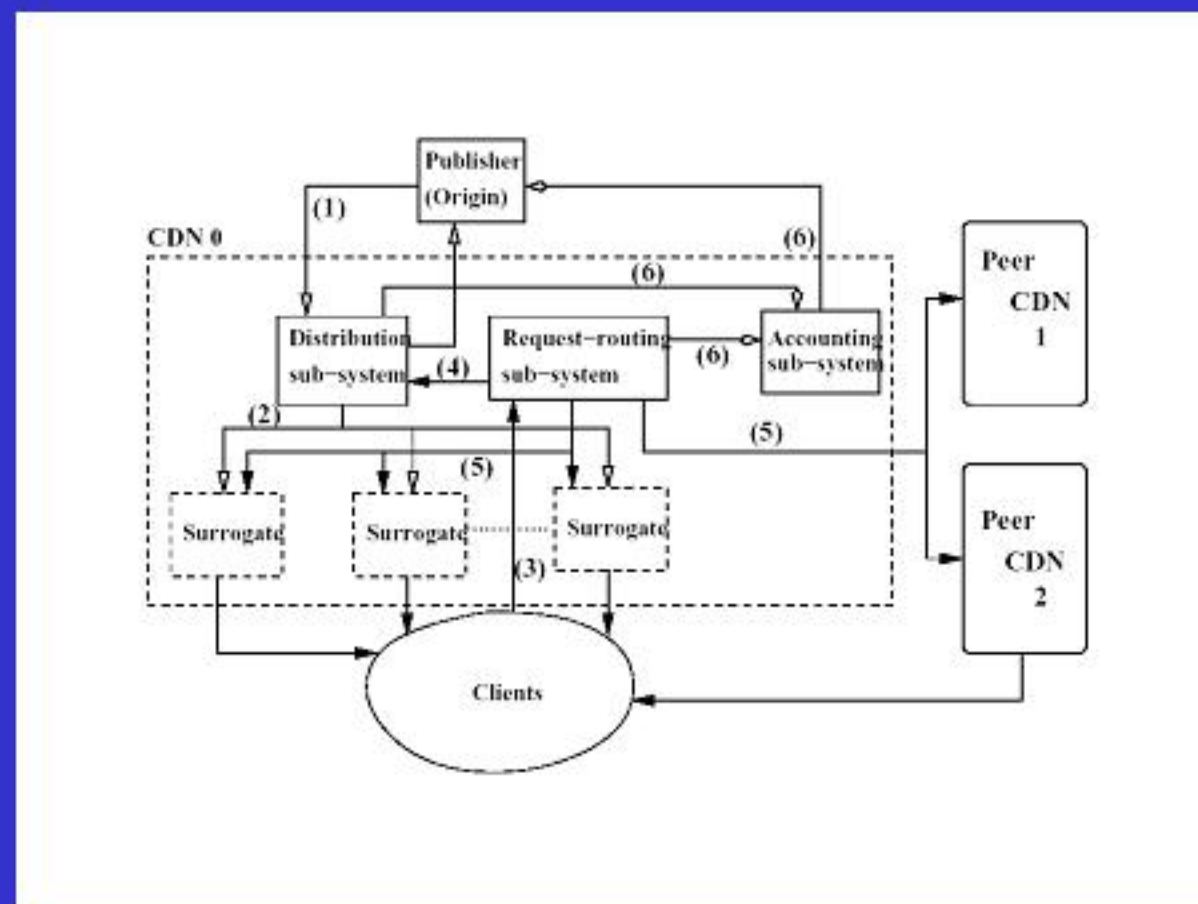 Publisher
(Origin)
(1)
CDN 0
(6)
(6)
Peer
CDN
1
Distribution
sub-system
(4)
Request-routing
sub-system
(6)
Accounting
sub-system
(2)
(5)
(5)
Surrogate
Surrogate
Surrogate
(3)
Peer
CDN
2
Clients